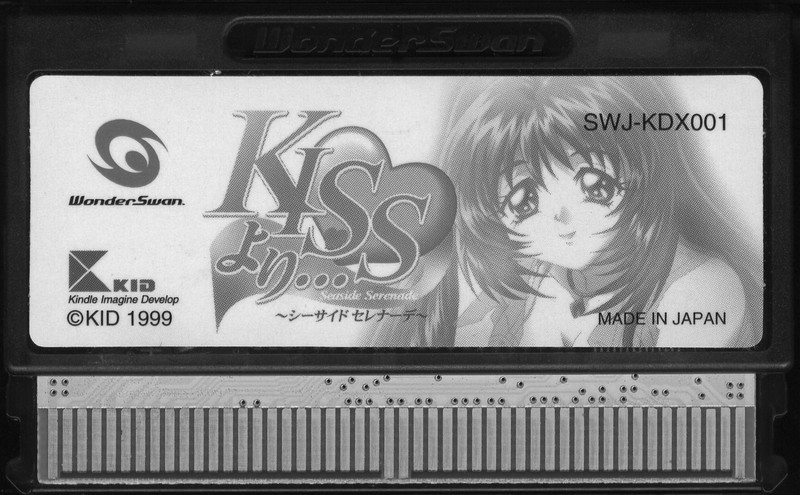 WonderSwan
WonderSwan
KID
Kindle Imagine Develop
©KID 1999
KISS
より…
Seaside Serenade
～シーサイド セレナーデ～
SWJ-KDX001
MADE IN JAPAN